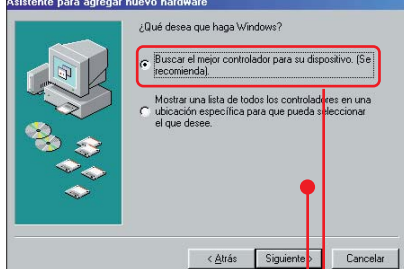 Asistente para agregar nuevo hardware
¿Qué desea que haga Windows?
Buscar el mejor controlador para su dispositivo. (Se
recomienda).
Mostrar una lista de todos los controladores en una
ubicación específica para que pueda seleccionar
el que desee.
< Atrás Siguiente > Cancelar